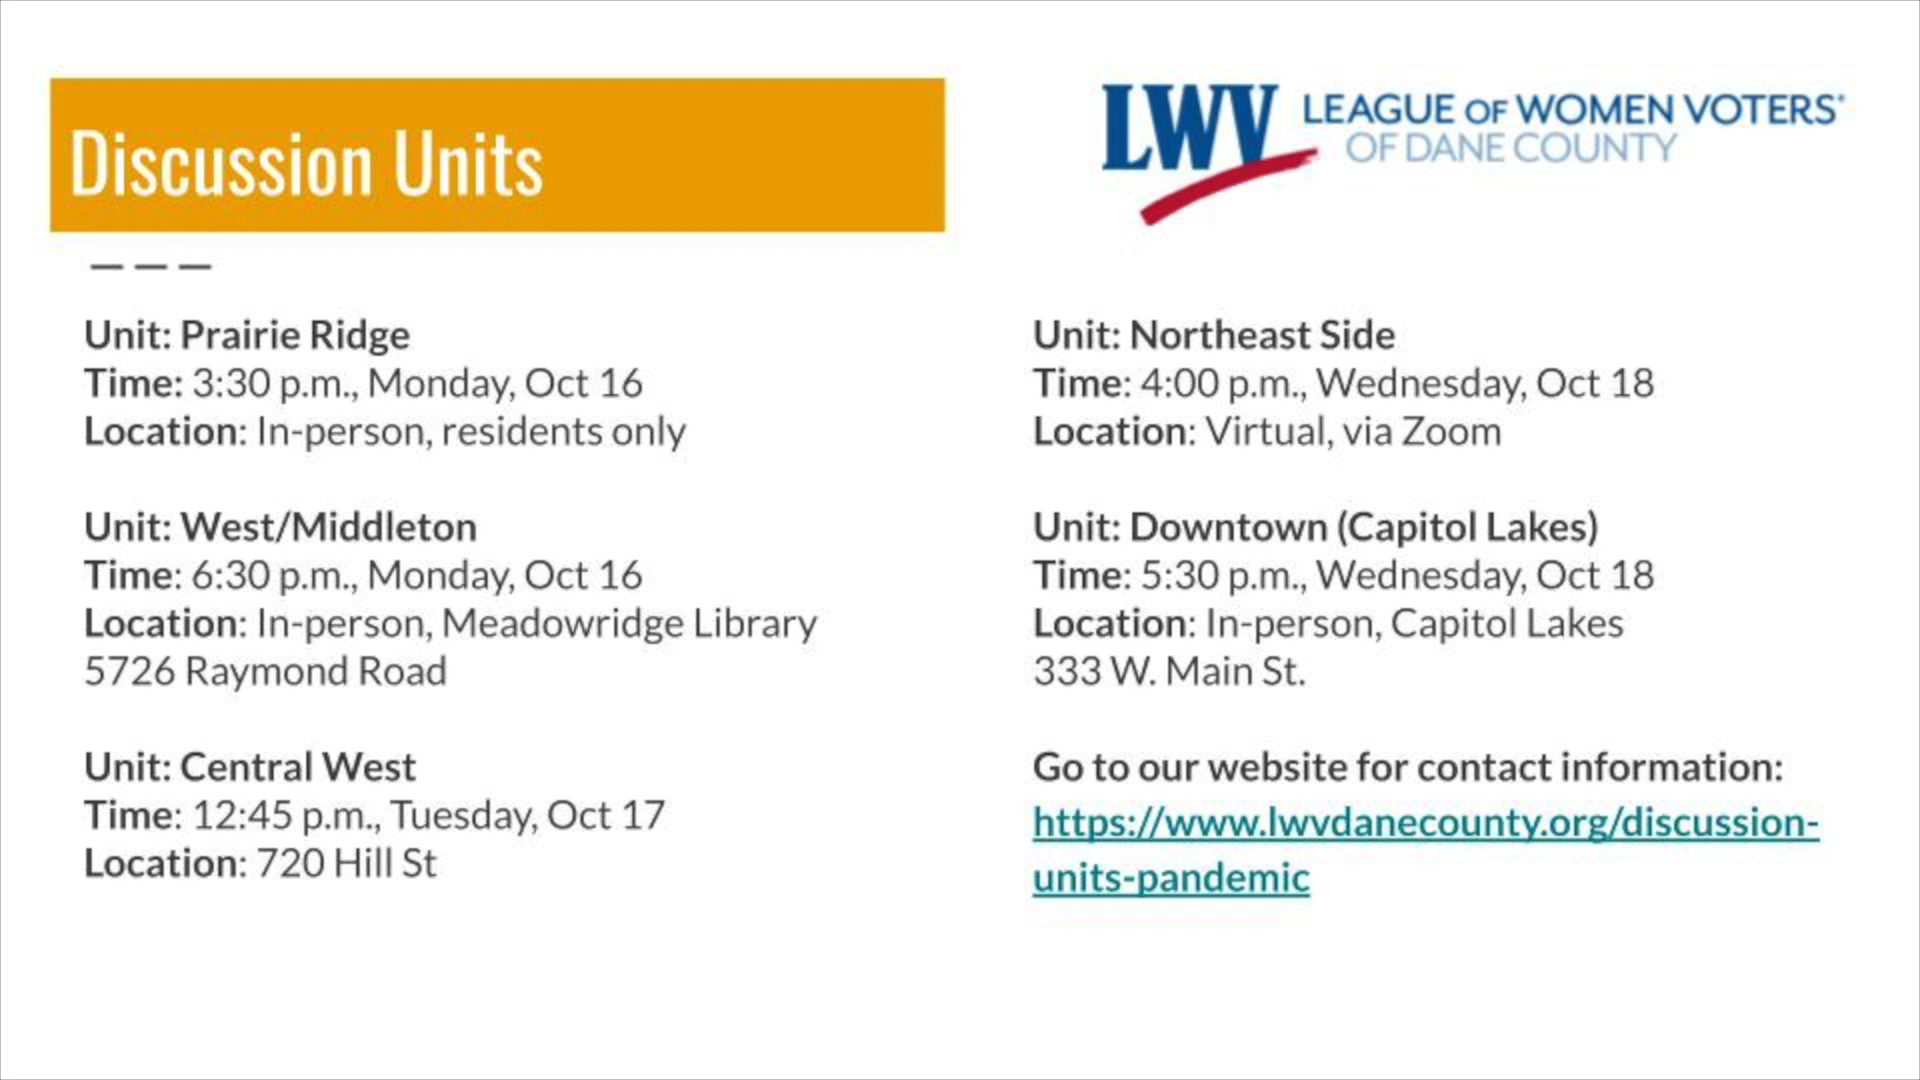 Discussion Units
LWV LEAGUE OF WOMEN VOTERS®
OF DANE COUNTY
Unit: Prairie Ridge
Time: 3:30 p.m., Monday, Oct 16
Location: In-person, residents only
Unit: West/Middleton
Time: 6:30 p.m., Monday, Oct 16
Location: In-person, Meadowridge Library
5726 Raymond Road
Unit: Central West
Time: 12:45 p.m., Tuesday, Oct 17
Location: 720 Hill St
Unit: Northeast Side
Time: 4:00 p.m., Wednesday, Oct 18
Location: Virtual, via Zoom
Unit: Downtown (Capitol Lakes)
Time: 5:30 p.m., Wednesday, Oct 18
Location: In-person, Capitol Lakes
333 W. Main St.
Go to our website for contact information:
https://www.lwvdanecounty.org/discussion-
units-pandemic